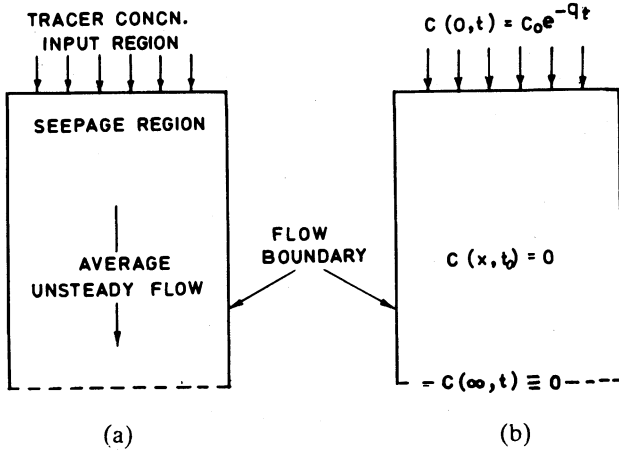 TRACER CONCN.
INPUT REGION
SEEPAGE REGION
AVERAGE
UNSTEADY FLOW
(a)
FLOW
BOUNDARY
C(0,t) = C₀e^{-qt}
C(x,t₀) = 0
C(∞,t) ≡ 0
(b)